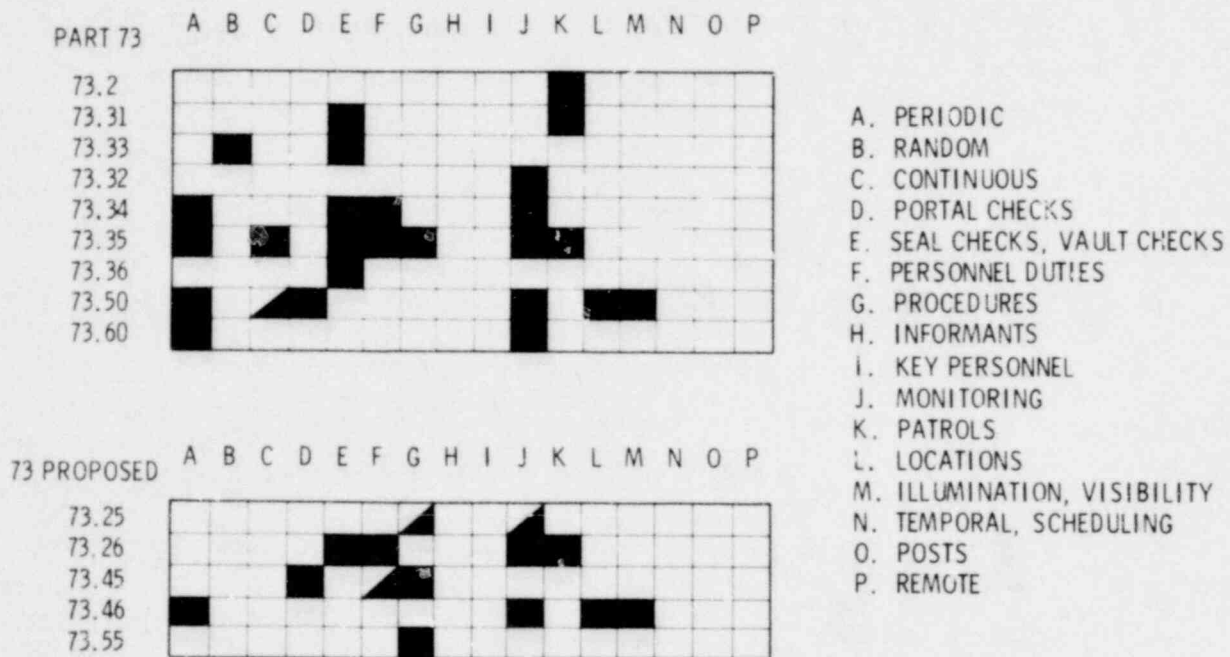 PART 73 A B C D E F G H I J K L M N O P
73.2
73.31
73.33
73.32
73.34
73.35
73.36
73.50
73.60
73 PROPOSED A B C D E F G H I J K L M N O P
73.25
73.26
73.45
73.46
73.55
A. PERIODIC
B. RANDOM
C. CONTINUOUS
D. PORTAL CHECKS
E. SEAL CHECKS, VAULT CHECKS
F. PERSONNEL DUTIES
G. PROCEDURES
H. INFORMANTS
I. KEY PERSONNEL
J. MONITORING
K. PATROLS
L. LOCATIONS
M. ILLUMINATION, VISIBILITY
N. TEMPORAL, SCHEDULING
O. POSTS
P. REMOTE